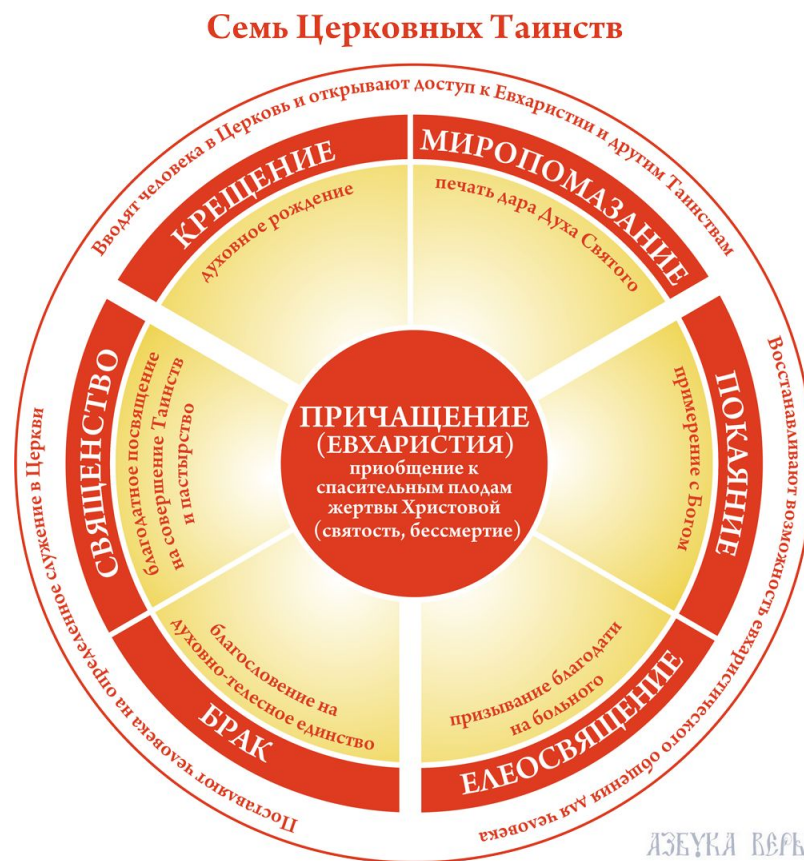 Семь Церковных Таинств
Вводят человека в Церковь и открывают доступ к Евхаристии и другим Таинствам
КРЕЩЕНИЕ
духовное рождение
МИРОПОМАЗАНИЕ
печать дара Духа Святого
Восстанавливают возможность евхаристического общения для человека
ПОКАЯНИЕ
примерение с Богом
ЕЛЕОСВЯЩЕНИЕ
призывание благодати
на больного
Поставляют человека на определенное служение в Церкви
БРАК
благословение на
духовно-телесное единство
СВЯЩЕНСТВО
благодатное посвящение
на совершение Таинств
и пастырство
ПРИЧАЩЕНИЕ
(ЕВХАРИСТИЯ)
приобщение к
спасительным плодам
жертвы Христовой
(святость, бессмертие)
АЗБУКА ВЕРЫ